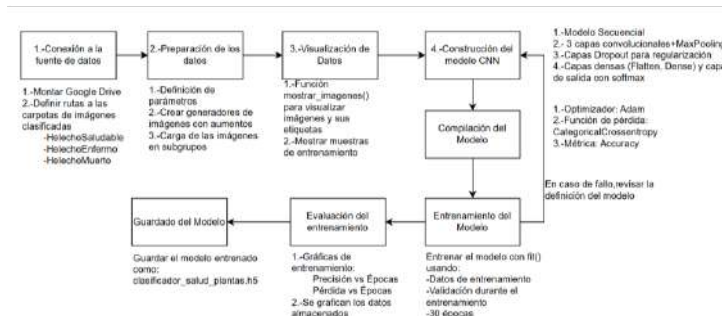 1.-Conexión a la
fuente de datos
1.-Montar Google Drive
2.-Definir rutas a las
carpetas de imágenes
clasificadas
-HelechoSaludable
-HelechoEnfermo
-HelechoMuerto
2.-Preparación de los
datos
1.-Definición de
parámetros
2.-Crear generadores de
imágenes con aumentos
3.-Carga de las imágenes
en subgrupos
3.-Visualización de
Datos
1.-Función
mostrar_imagenes()
para visualizar
imágenes y sus
etiquetas
2.-Mostrar muestras
de entrenamiento
4.-Construcción del
modelo CNN
1.-Modelo Secuencial
2.- 3 capas convolucionales+MaxPooling
3.-Capas Dropout para regularización
4.-Capas densas (Flatten, Dense) y capa
de salida con softmax
Compilación del
Modelo
1.-Optimizador: Adam
2.-Función de pérdida:
CategoricalCrossentropy
3.-Métrica: Accuracy
En caso de fallo,revisar la
definición del modelo
Entrenamiento del
Modelo
Entrenar el modelo con fit()
usando:
-Datos de entrenamiento
-Validación durante el
entrenamiento
-30 épocas
Evaluación del
entrenamiento
1.-Gráficas de
entrenamiento:
Precisión vs Épocas
Pérdida vs Épocas
2.-Se grafican los datos
almacenados
Guardado del Modelo
Guardar el modelo entrenado
como:
clasificador_salud_plantas.h5